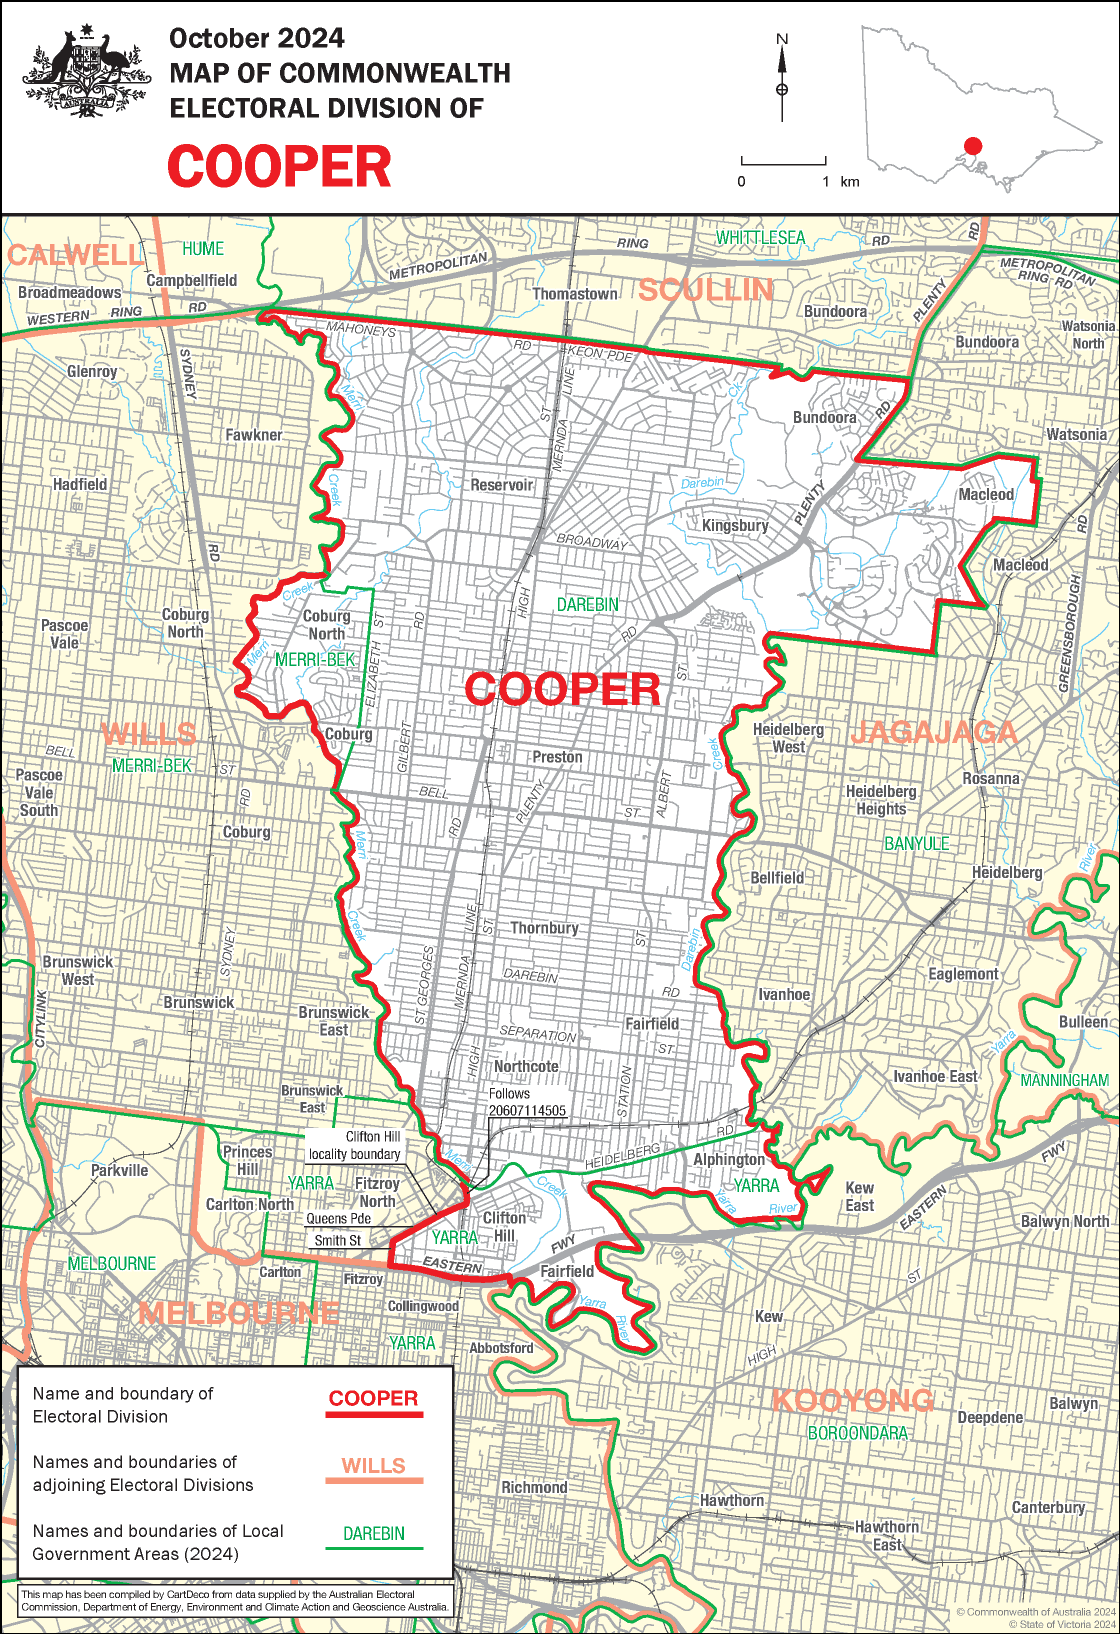 October 2024
MAP OF COMMONWEALTH
ELECTORAL DIVISION OF
COOPER
AUSTRALIA
N
0 1 km
CALWELL
HUME
WHITTLESEA
RING
RD
RD
METROPOLITAN
Campbellfield
Broadmeadows
SCULLIN
Thomastown
METROPOLITAN
RING RD
WESTERN RING RD
PLENTY
Bundoora
Watsonia
North
MAHONEYS
RD
KEON PDE
Bundoora
SYDNEY
Glenroy
LINE
Merri
Ck
ST
Bundoora
RD
Fawkner
MERNDA
Watsonia
Hadfield
Creek
Reservoir
Darebin
Macleod
PLENTY
Kingsbury
RD
RD
BROADWAY
Macleod
Creek
HIGH
DAREBIN
Coburg
North
Coburg
North
ST
RD
RD
Pascoe
Vale
GREENSBOROUGH
Merri
MERRI-BEK
ELIZABETH
ST
COOPER
WILLS
Coburg
Heidelberg
West
JAGAJAGA
GILBERT
Creek
BELL
MERRI-BEK
ST
Preston
Rosanna
Pascoe
Vale
South
RD
BELL
PLENTY
ST
ALBERT
Heidelberg
Heights
Coburg
RD
BANYULE
Merri
River
Bellfield
Heidelberg
Creek
LINE
ST
Thornbury
ST
SYDNEY
Darebin
Brunswick
West
ST GEORGES
MERNDA
DAREBIN
RD
Eaglemont
Brunswick
Ivanhoe
CITYLINK
Brunswick
East
SEPARATION
ST
Fairfield
Bulleen
Yarra
HIGH
Northcote
Ivanhoe East
MANNINGHAM
Brunswick
East
Follows
20607114505
STATION
Clifton Hill
locality boundary
Merri
HEIDELBERG
RD
FWY
Princes
Hill
Parkville
Alphington
YARRA
Fitzroy
North
Creek
YARRA
Yarra
River
Kew
East
Carlton North
EASTERN
Queens Pde
Clifton
Hill
Balwyn North
Smith St
YARRA
FWY
MELBOURNE
EASTERN
Fairfield
ST
Carlton
Fitzroy
MELBOURNE
Collingwood
Yarra
River
Kew
YARRA
Abbotsford
HIGH
KOOYONG
Deepdene
Balwyn
BOROONDARA
Richmond
Hawthorn
Canterbury
Hawthorn
East
Name and boundary of
Electoral Division
COOPER
Names and boundaries of
adjoining Electoral Divisions
WILLS
Names and boundaries of Local
Government Areas (2024)
DAREBIN
This map has been compiled by CartDeco from data supplied by the Australian Electoral
Commission, Department of Energy, Environment and Climate Action and Geoscience Australia.
© Commonwealth of Australia 2024
© State of Victoria 2024